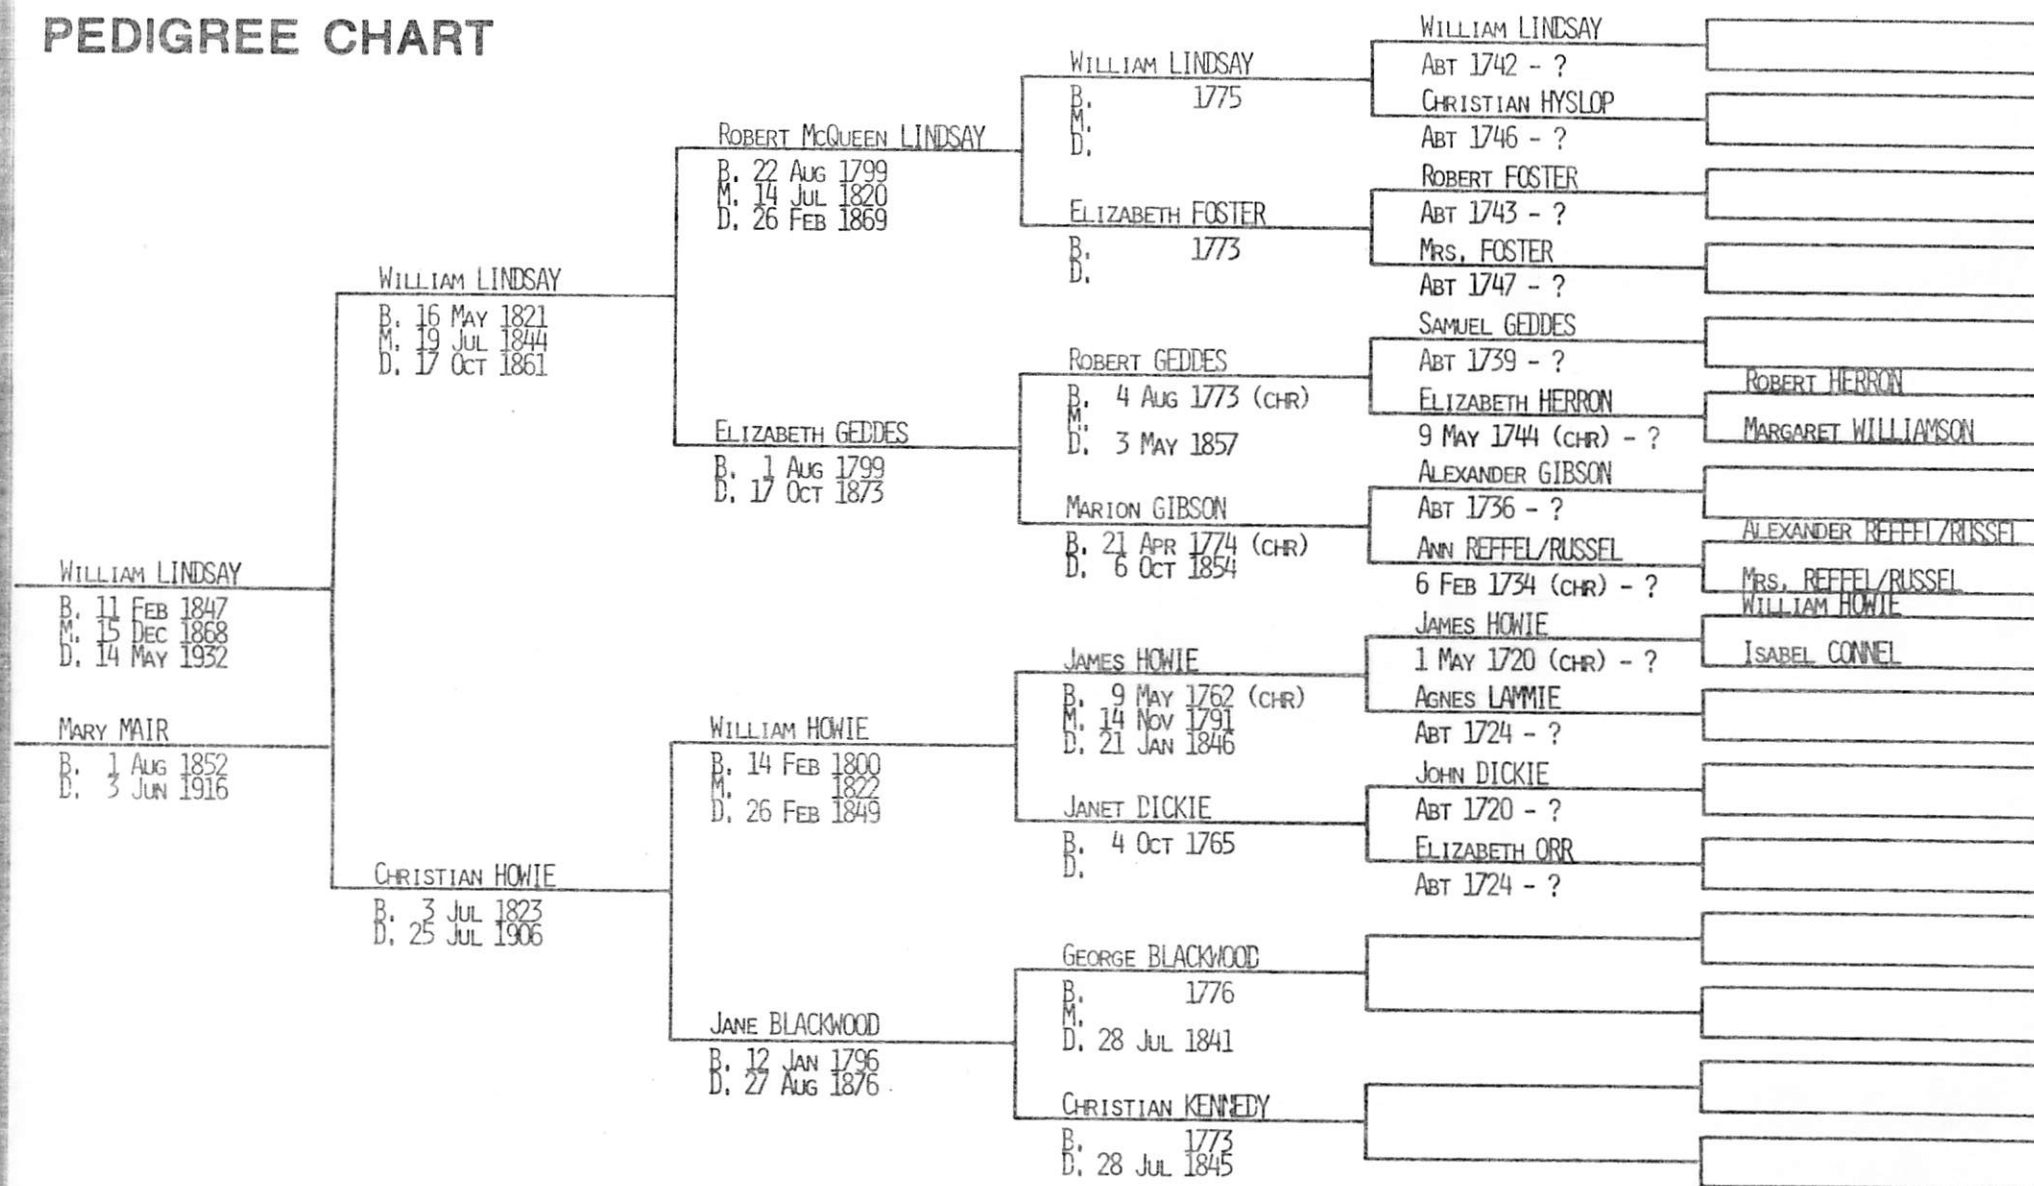 PEDIGREE CHART
William LINDSAY
B. 11 Feb 1847
M. 15 Dec 1868
D. 14 May 1932
Mary MAIR
B. 1 Aug 1852
D. 3 Jun 1916
William LINDSAY
B. 16 May 1821
M. 19 Jul 1844
D. 17 Oct 1861
Christian HOWIE
B. 3 Jul 1823
D. 25 Jul 1906
Robert McQueen LINDSAY
B. 22 Aug 1799
M. 14 Jul 1820
D. 26 Feb 1869
Elizabeth GEDDES
B. 1 Aug 1799
D. 17 Oct 1873
William HOWIE
B. 14 Feb 1800
M. 1822
D. 26 Feb 1849
Jane BLACKWOOD
B. 12 Jan 1796
D. 27 Aug 1876
William LINDSAY
B. 1775
M.
D.
Elizabeth FOSTER
B. 1773
D.
Robert GEDDES
B. 4 Aug 1773 (chr)
M.
D. 3 May 1857
Marion GIBSON
B. 21 Apr 1774 (chr)
D. 6 Oct 1854
James HOWIE
B. 9 May 1762 (chr)
M. 14 Nov 1791
D. 21 Jan 1846
Janet DICKIE
B. 4 Oct 1765
D.
George BLACKWOOD
B. 1776
M.
D. 28 Jul 1841
Christian KENNEDY
B. 1773
D. 28 Jul 1845
William LINDSAY
Abt 1742 - ?
Christian HYSLOP
Abt 1746 - ?
Robert FOSTER
Abt 1743 - ?
Mrs. FOSTER
Abt 1747 - ?
Samuel GEDDES
Abt 1739 - ?
Elizabeth HERRON
9 May 1744 (chr) - ?
Alexander GIBSON
Abt 1736 - ?
Ann REFFEL/RUSSEL
6 Feb 1734 (chr) - ?
James HOWIE
1 May 1720 (chr) - ?
Agnes LAMMIE
Abt 1724 - ?
John DICKIE
Abt 1720 - ?
Elizabeth ORR
Abt 1724 - ?
Robert HERRON
Margaret WILLIAMSON
Alexander REFFEL/RUSSEL
Mrs. REFFEL/RUSSEL
William HOWIE
Isabel CONNEL